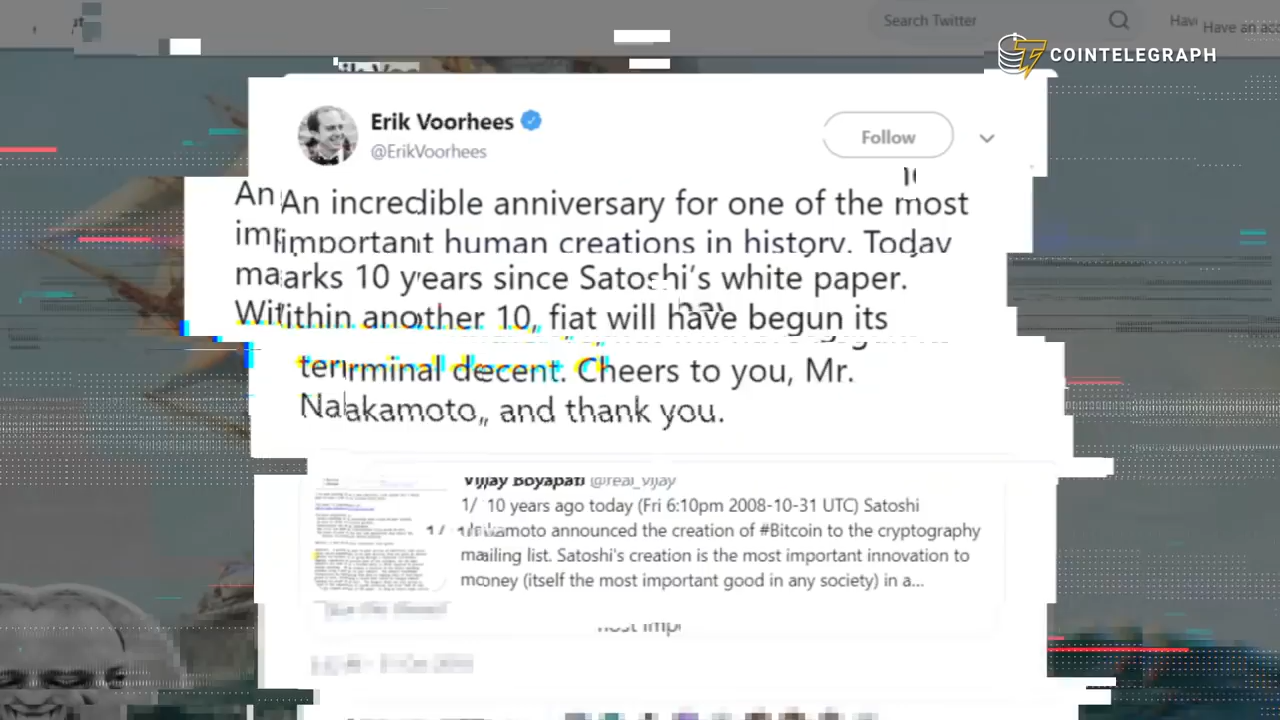 Search Twitter
Have an acc
COINTELEGRAPH
Erik Voorhees
@ErikVoorhees
Follow
An incredible anniversary for one of the most
important human creations in history. Today
marks 10 years since Satoshi's white paper.
Within another 10, fiat will have begun its
terminal decent. Cheers to you, Mr.
Nakamoto, and thank you.
Vijay Boyapati @real_vijay
1/ 10 years ago today (Fri 6:10pm 2008-10-31 UTC) Satoshi
Nakamoto announced the creation of #Bitcoin to the cryptography
mailing list. Satoshi's creation is the most important innovation to
money (itself the most important good in any society) in a...